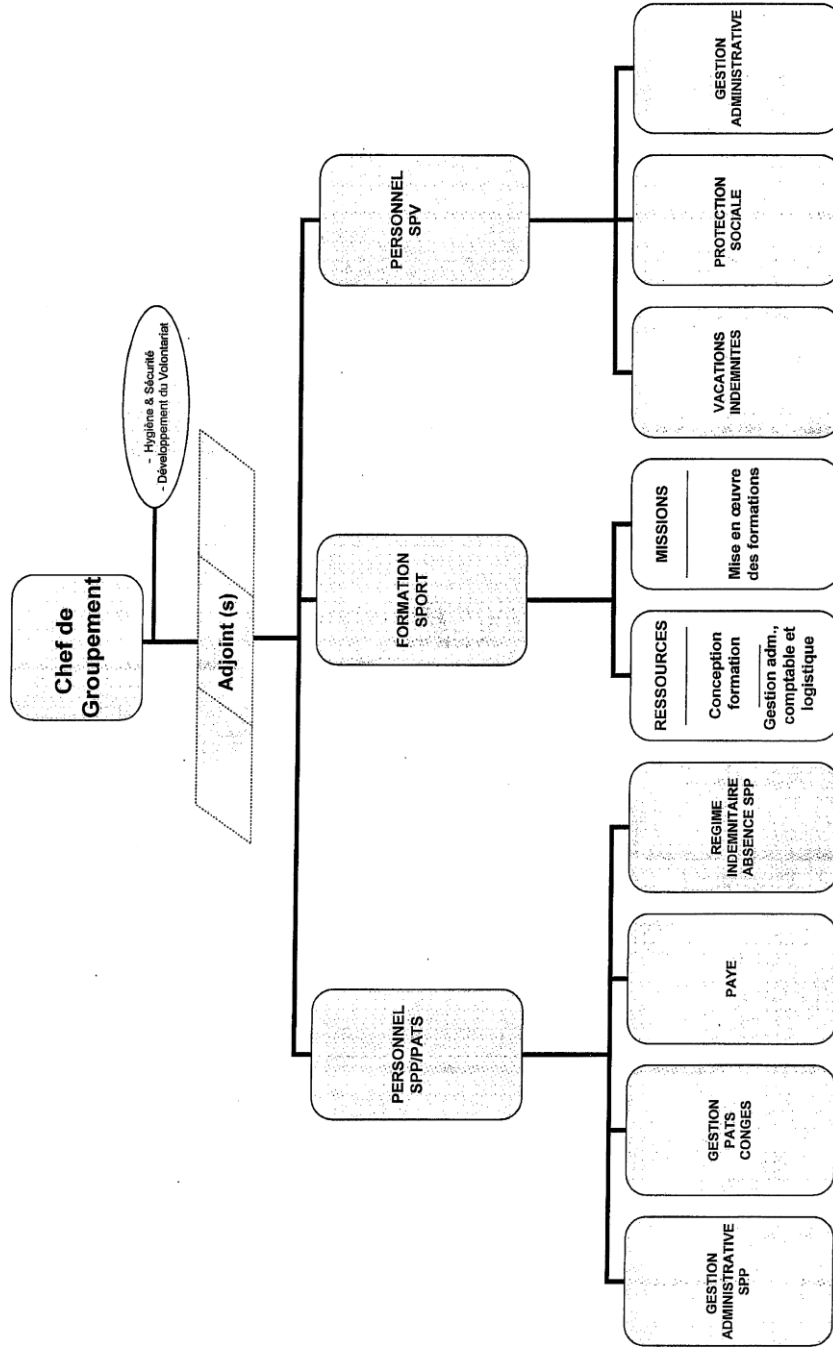 Chef de
Groupement
- Hygiène & Sécurité
- Développement du Volontariat
Adjoint (s)
PERSONNEL
SPP/PATS
FORMATION
SPORT
PERSONNEL
SPV
GESTION
ADMINISTRATIVE
SPP
GESTION
PATS
CONGES
PAYE
REGIME
INDEMNITAIRE
ABSENCE SPP
RESSOURCES
Conception
formation
Gestion adm.,
comptable et
logistique
MISSIONS
Mise en œuvre
des formations
VACATIONS
INDEMNITES
PROTECTION
SOCIALE
GESTION
ADMINISTRATIVE